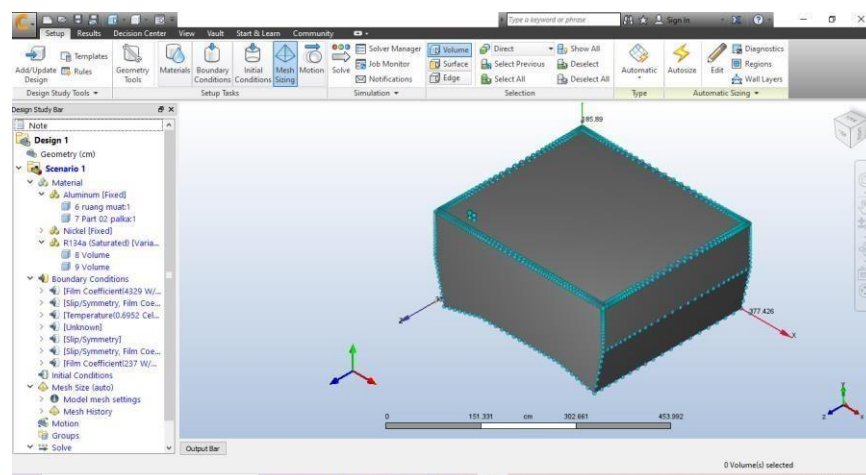 Type a keyword or phrase
Sign In
Setup Results Decision Center View Vault Start & Learn Community
Add/Update Design
Templates
Rules
Geometry Tools
Materials
Boundary Conditions
Initial Conditions
Mesh Sizing
Motion
Solve
Solver Manager
Job Monitor
Notifications
Volume
Surface
Edge
Direct
Select Previous
Select All
Show All
Deselect
Deselect All
Automatic
Autosize
Edit
Diagnostics
Regions
Wall Layers
Design Study Tools
Setup Tasks
Simulation
Selection
Type
Automatic Sizing
Design Study Bar
Note
Design 1
Geometry (cm)
Scenario 1
Material
Aluminum [Fixed]
6 ruang muat:1
7 Part 02 palka:1
Nickel [Fixed]
R134a (Saturated) [Varia...
8 Volume
9 Volume
Boundary Conditions
[Film Coefficient(4329 W/...
[Slip/Symmetry, Film Coe...
[Temperature(0.6952 Cel...
[Unknown]
[Slip/Symmetry]
[Slip/Symmetry, Film Coe...
[Film Coefficient(237 W/...
Initial Conditions
Mesh Size (auto)
Model mesh settings
Mesh History
Motion
Groups
Solve
377.426
X
Z
0 151.331 cm 302.661 453.992
Output Bar
0 Volume(s) selected